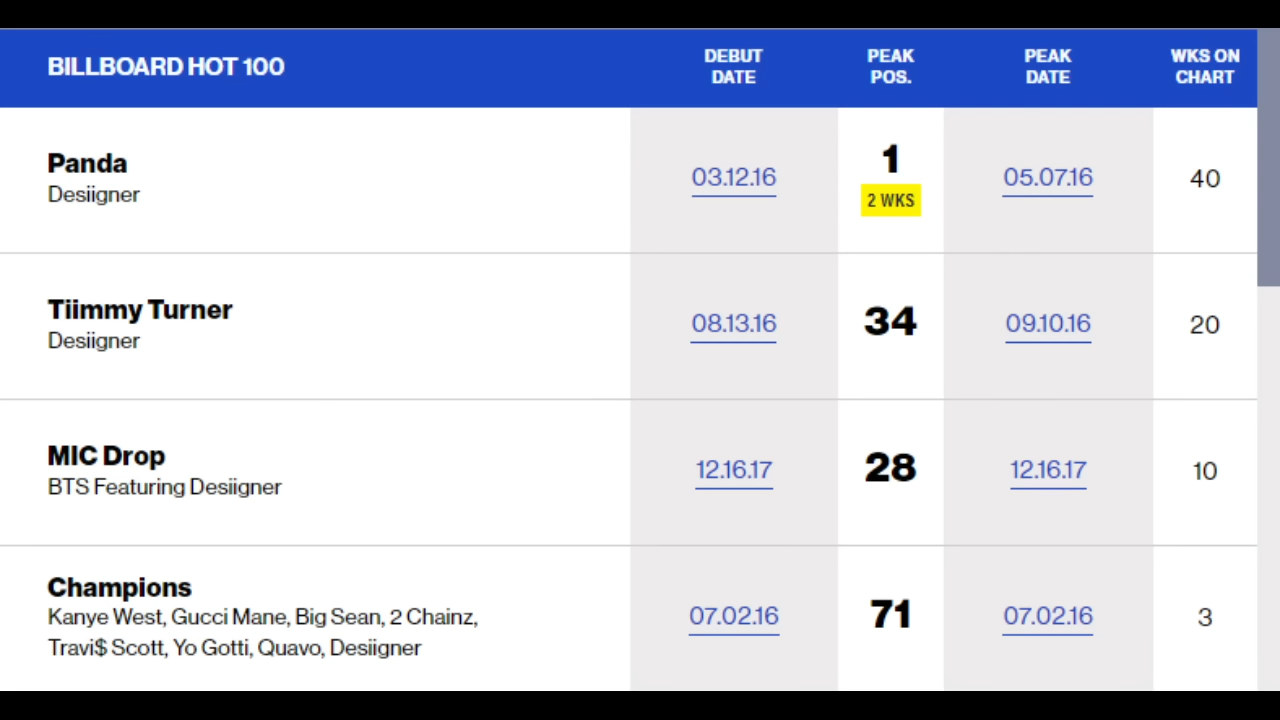 BILLBOARD HOT 100
DEBUT DATE
PEAK POS.
PEAK DATE
WKS ON CHART
Panda
Desiigner
03.12.16
1
2 WKS
05.07.16
40
Tiimmy Turner
Desiigner
08.13.16
34
09.10.16
20
MIC Drop
BTS Featuring Desiigner
12.16.17
28
12.16.17
10
Champions
Kanye West, Gucci Mane, Big Sean, 2 Chainz,
Travi$ Scott, Yo Gotti, Quavo, Desiigner
07.02.16
71
07.02.16
3